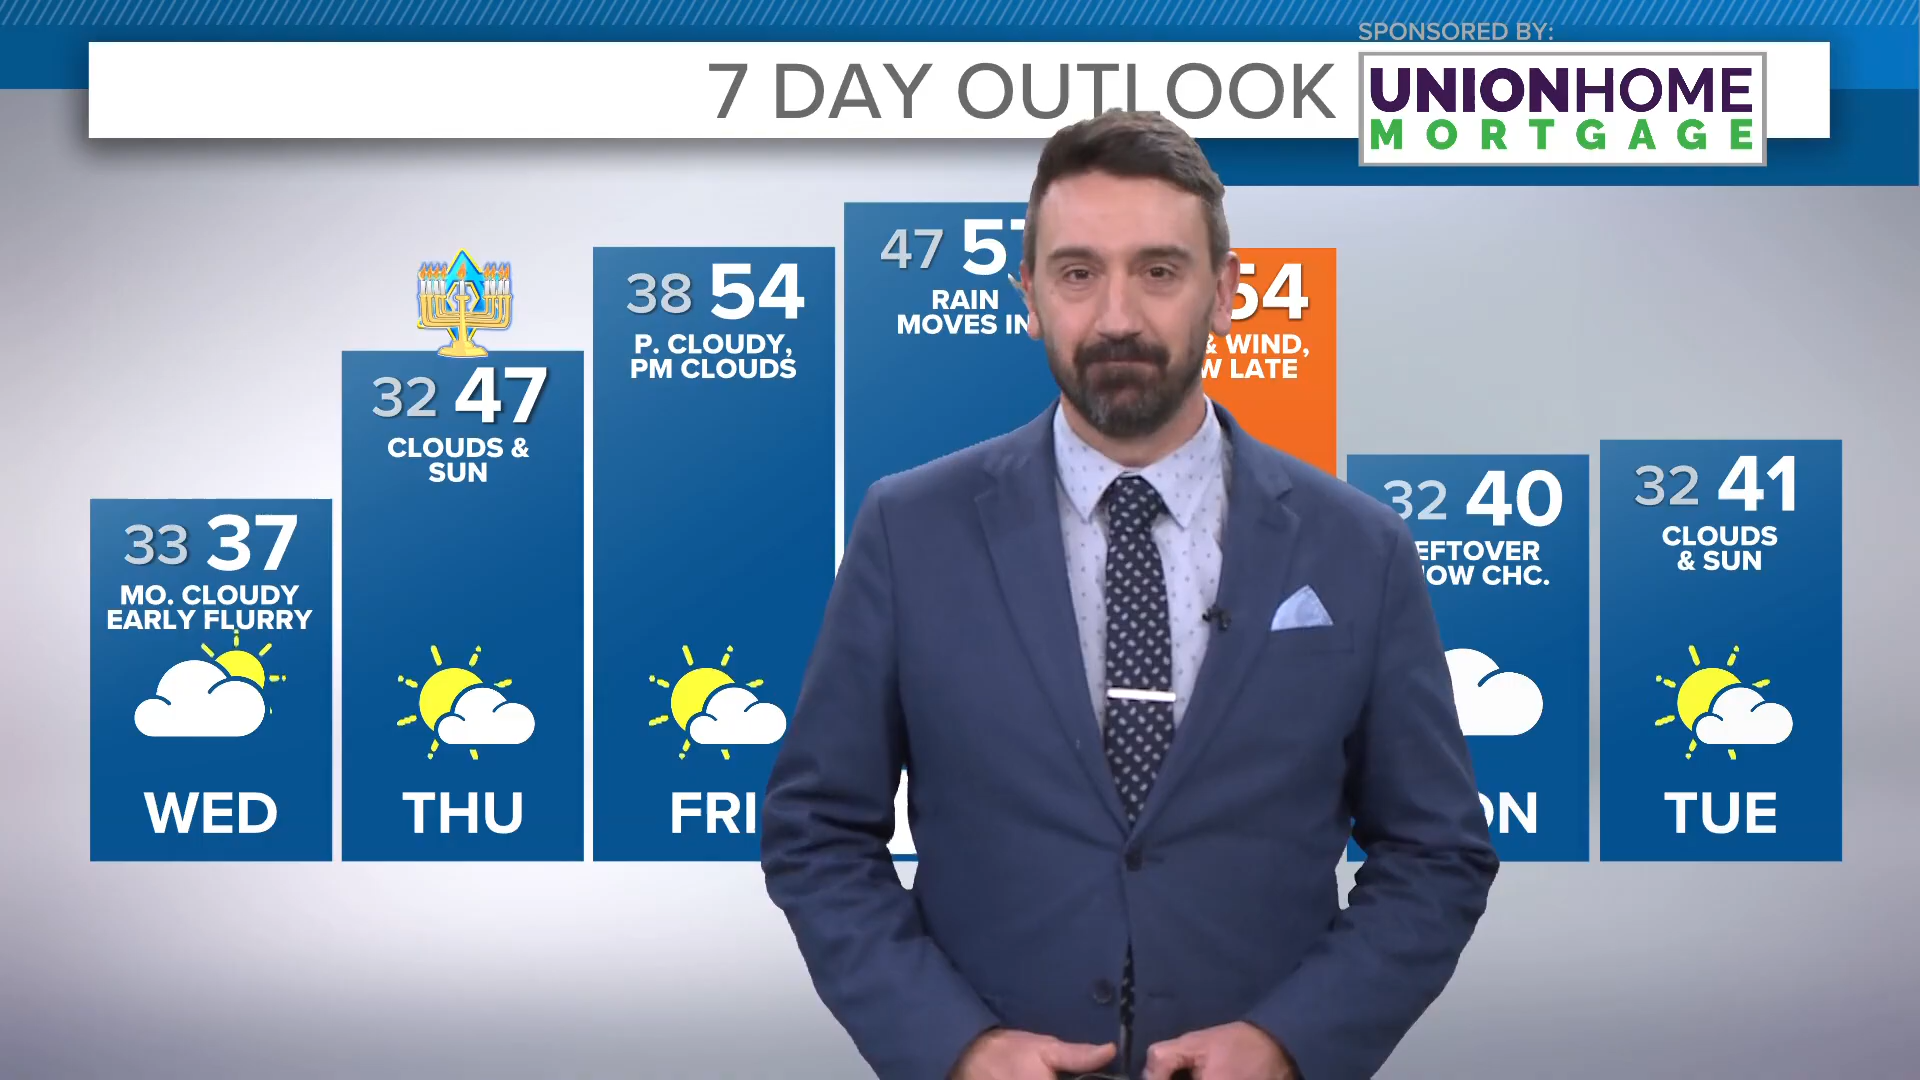 SPONSORED BY:
7 DAY OUTLOOK
UNIONHOME
MORTGAGE
33 37
MO. CLOUDY
EARLY FLURRY
WED
32 47
CLOUDS &
SUN
THU
38 54
P. CLOUDY,
PM CLOUDS
FRI
47
RAIN
MOVES IN
54
& WIND,
LATE
32 40
CHC.
32 41
CLOUDS
& SUN
TUE